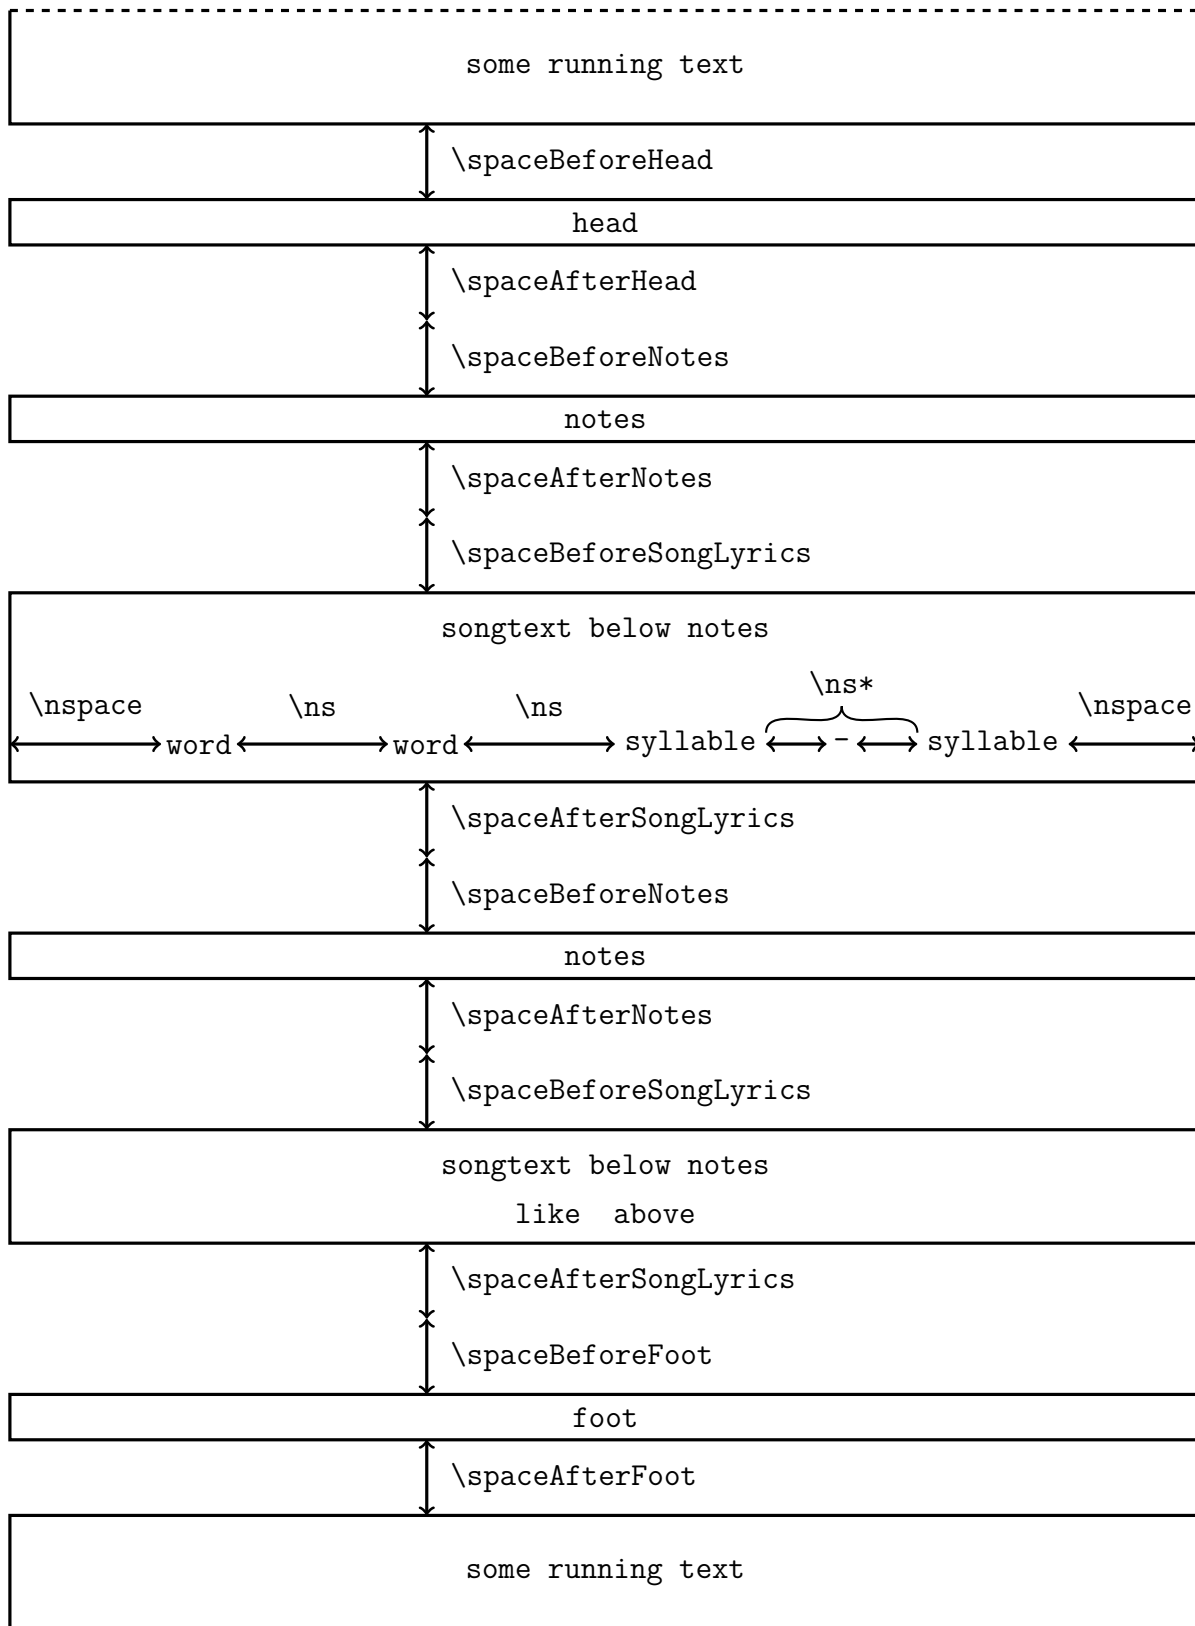 some running text
\spaceBeforeHead
head
\spaceAfterHead
\spaceBeforeNotes
notes
\spaceAfterNotes
\spaceBeforeSongLyrics
songtext below notes
\nspace \ns \ns \ns* \nspace
word word syllable - syllable
\spaceAfterSongLyrics
\spaceBeforeNotes
notes
\spaceAfterNotes
\spaceBeforeSongLyrics
songtext below notes
like above
\spaceAfterSongLyrics
\spaceBeforeFoot
foot
\spaceAfterFoot
some running text